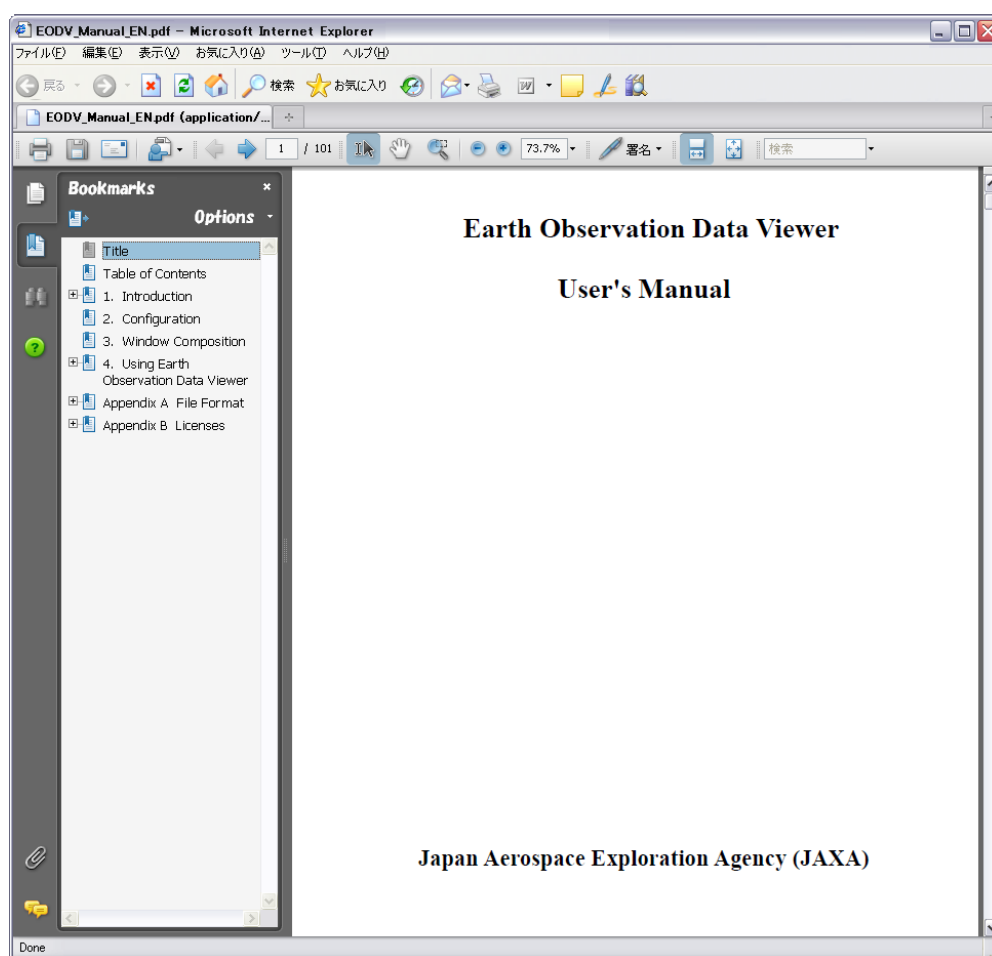 EODV_Manual_EN.pdf - Microsoft Internet Explorer
ファイル(F) 編集(E) 表示(V) お気に入り(A) ツール(T) ヘルプ(H)
戻る 検索 お気に入り
EODV_Manual_EN.pdf (application/...
1 / 101 73.7% 署名 検索
Bookmarks
Options
Title
Table of Contents
1. Introduction
2. Configuration
3. Window Composition
4. Using Earth
Observation Data Viewer
Appendix A File Format
Appendix B Licenses
Earth Observation Data Viewer
User's Manual
Japan Aerospace Exploration Agency (JAXA)
Done